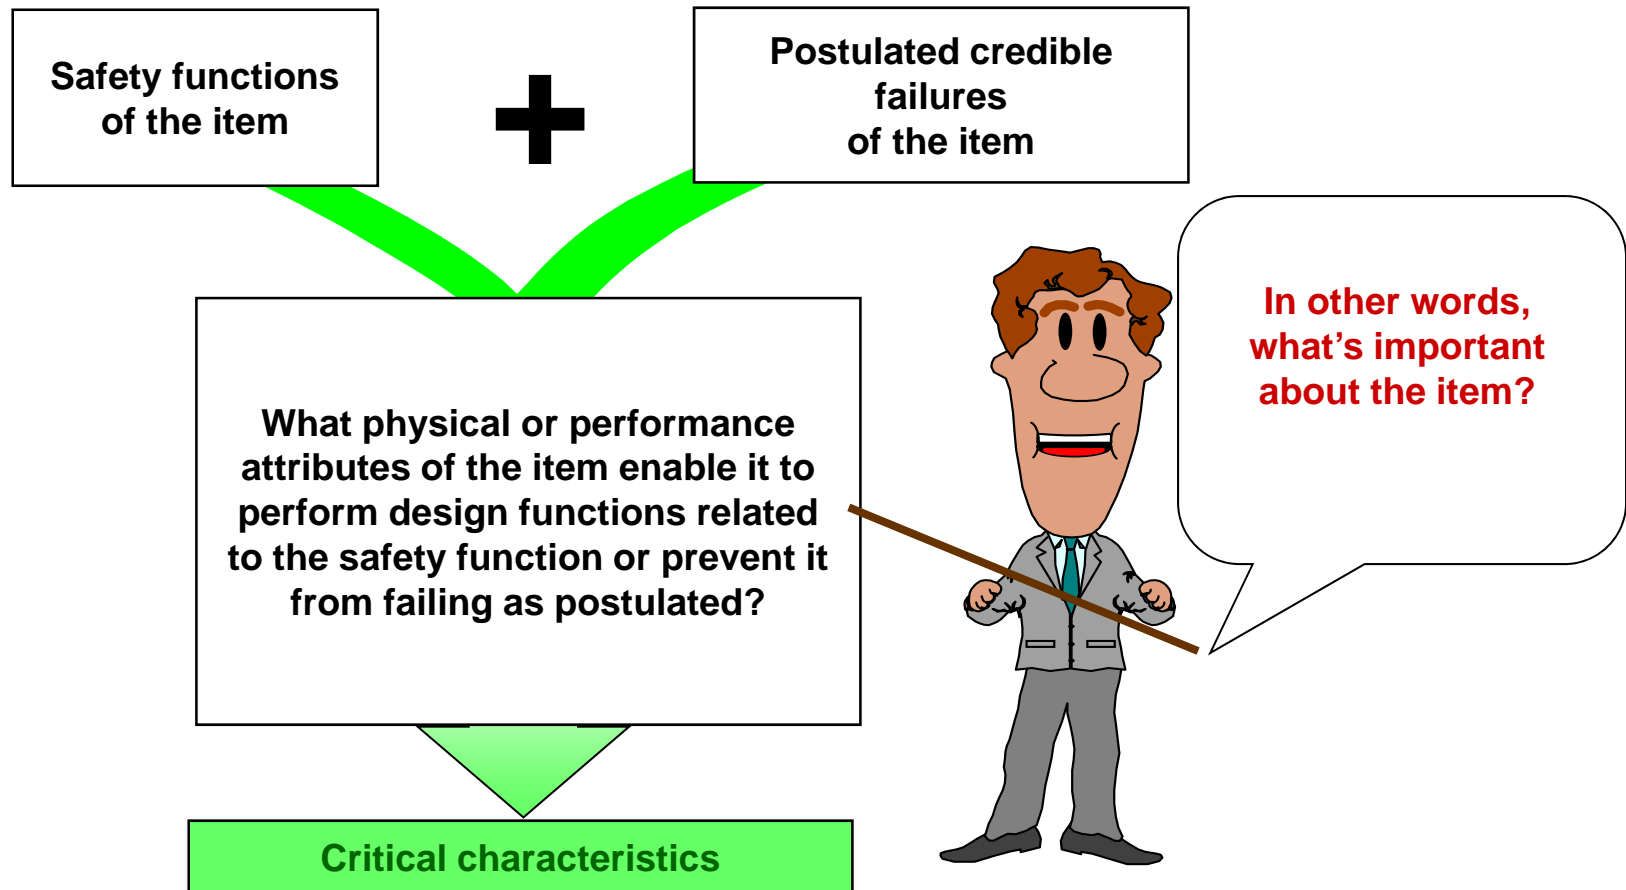 Safety functions
of the item
+
Postulated credible
failures
of the item
In other words,
what’s important
about the item?
What physical or performance
attributes of the item enable it to
perform design functions related
to the safety function or prevent it
from failing as postulated?
Critical characteristics